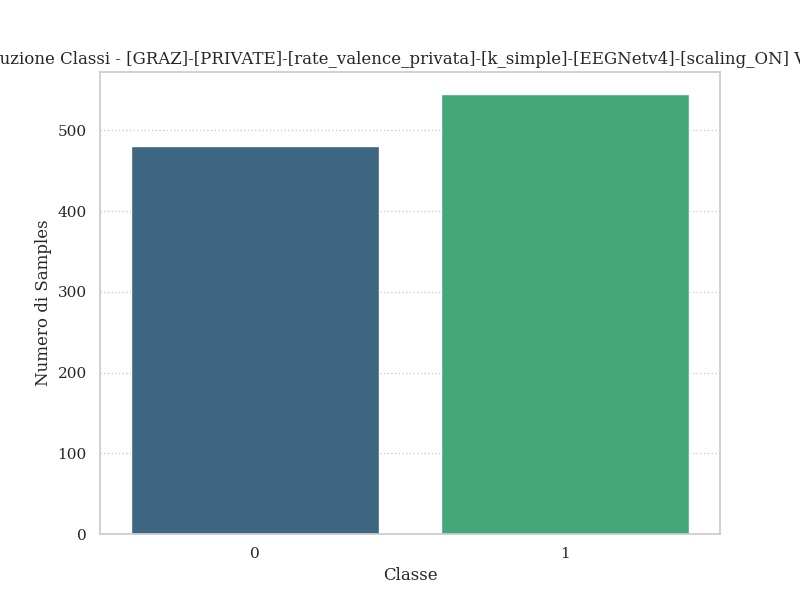 uzione Classi - [GRAZ]-[PRIVATE]-[rate_valence_privata]-[k_simple]-[EEGNetv4]-[scaling_ON] V
500
400
300
200
100
0
Numero di Samples
0 1
Classe